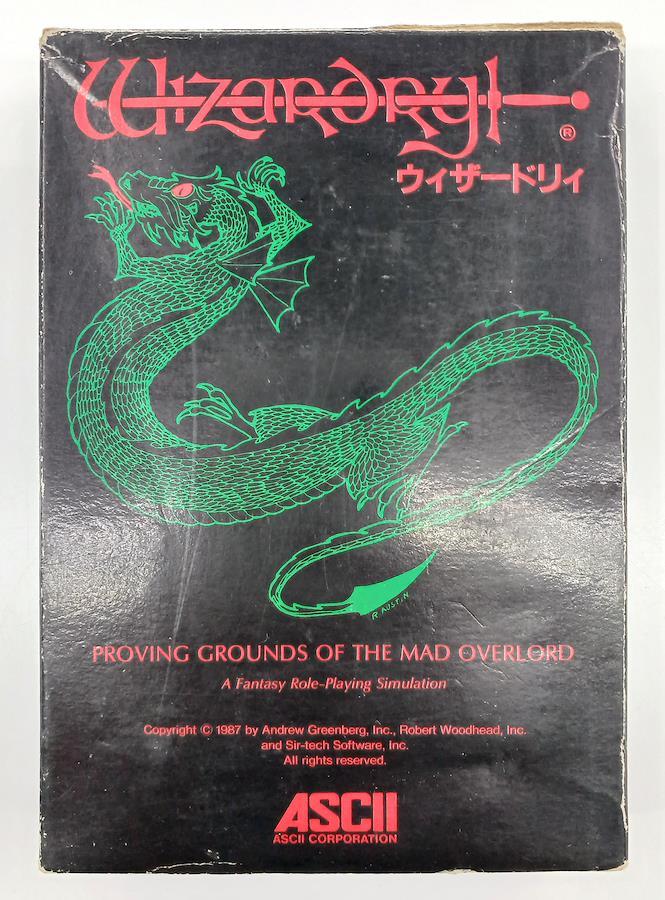 Wizardry
®
ウィザードリィ
R. AUSTIN
PROVING GROUNDS OF THE MAD OVERLORD
A Fantasy Role-Playing Simulation
Copyright © 1987 by Andrew Greenberg, Inc., Robert Woodhead, Inc.
and Sir-tech Software, Inc.
All rights reserved.
ASCII
ASCII CORPORATION